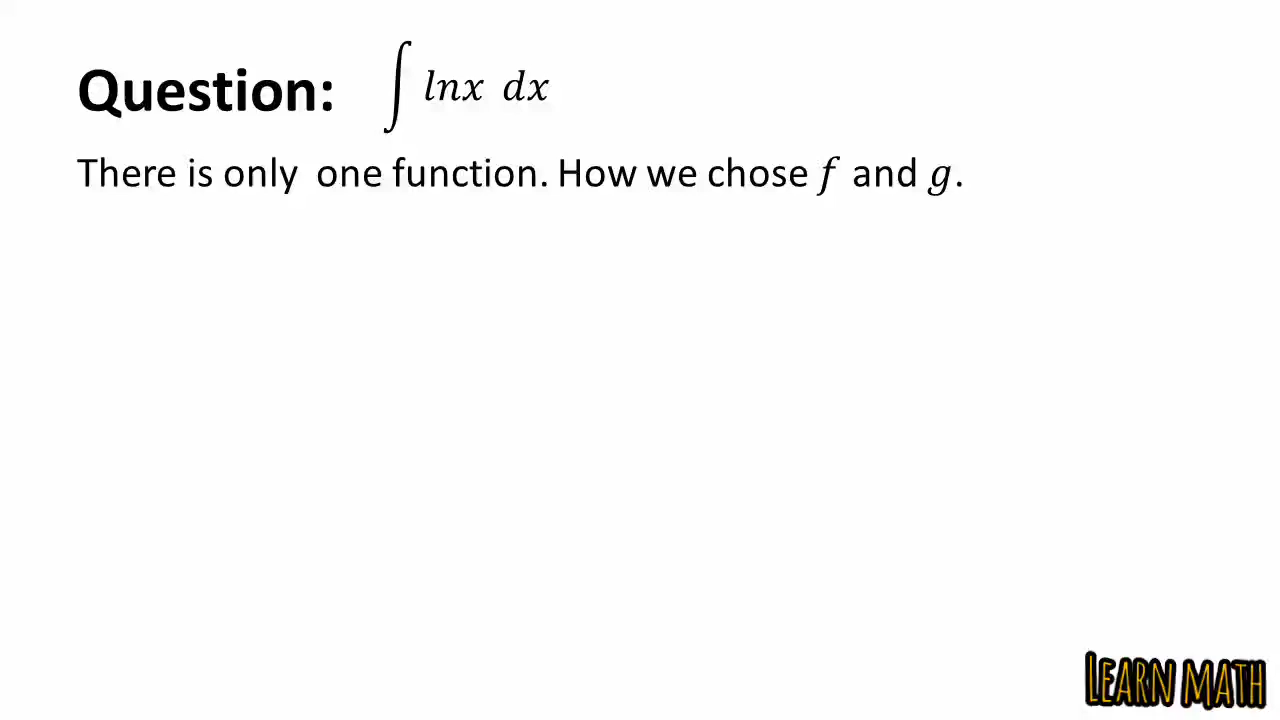 Question: ∫ lnx dx
There is only one function. How we chose f and g.
LEARN MATH